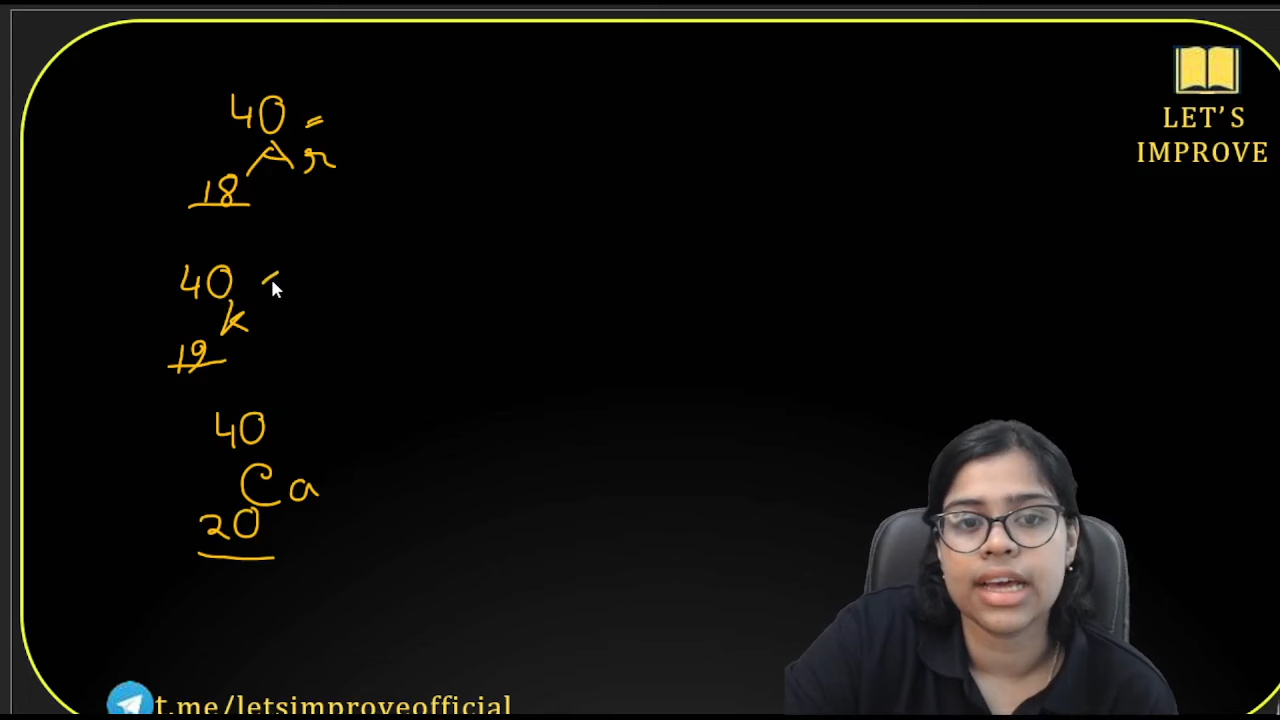 40 =
Ar
18
40 -
K
19
40
Ca
20
LET'S
IMPROVE
t.me/letsimproveofficial